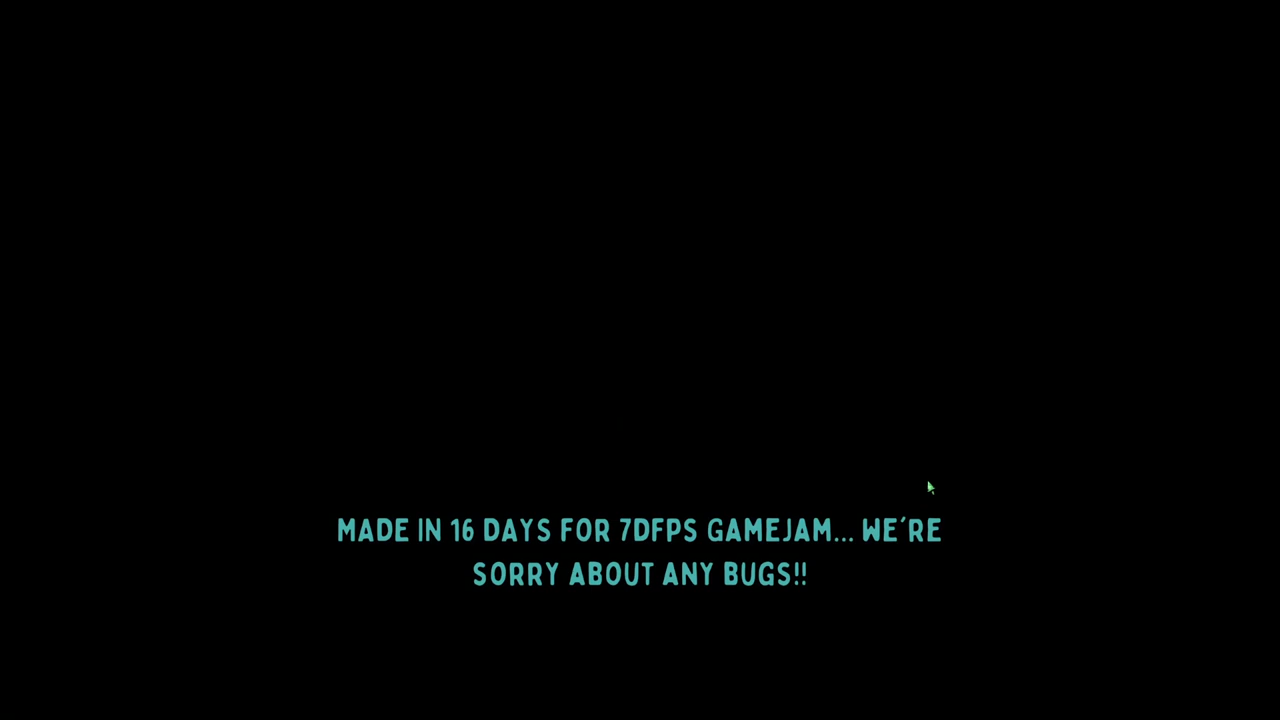 MADE IN 16 DAYS FOR 7DFPS GAMEJAM... WE'RE
SORRY ABOUT ANY BUGS!!